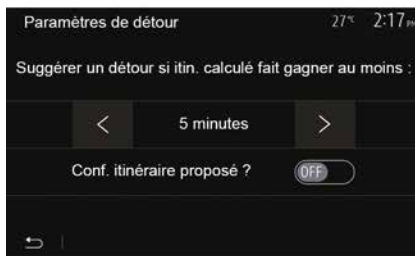 Paramètres de détour 27°C 2:17 PM
Suggérer un détour si itin. calculé fait gagner au moins :
5 minutes
Conf. itinéraire proposé ?
OFF